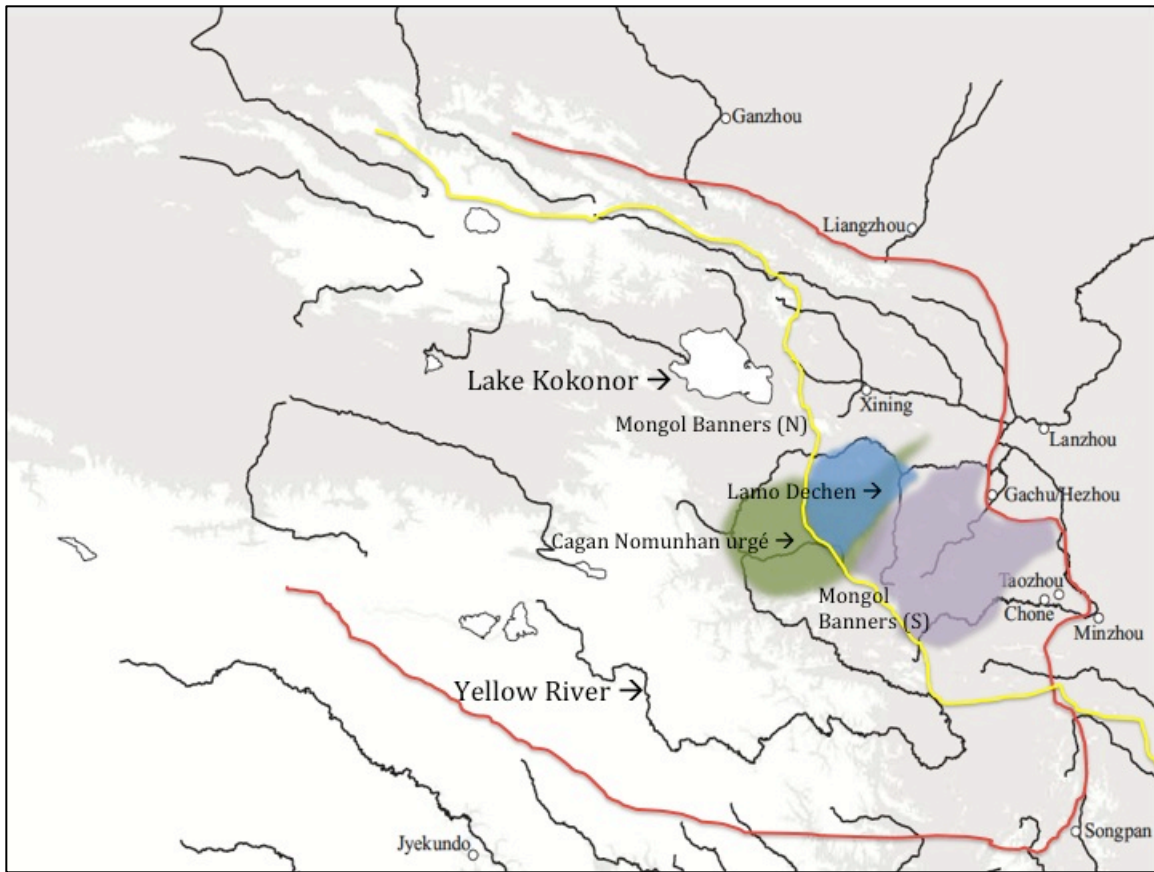 Ganzhou
Liangzhou
Lake Kokonor →
Xining
Mongol Banners (N)
Lanzhou
Lamo Dechen →
Gachu/Hezhou
Cagan Nomunhan urgé →
Taozhou
Mongol
Banners (S)
Chone
Minzhou
Yellow River →
Songpan
Jyekundo